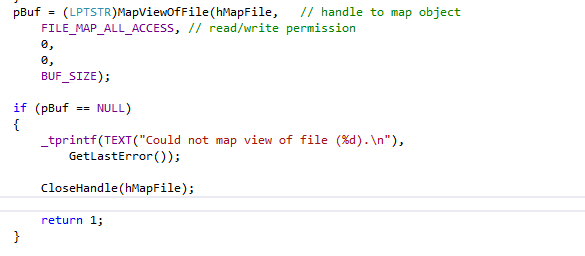 pBuf = (LPTSTR)MapViewOfFile(hMapFile,   // handle to map object
    FILE_MAP_ALL_ACCESS, // read/write permission
    0,
    0,
    BUF_SIZE);
if (pBuf == NULL)
{
    _tprintf(TEXT("Could not map view of file (%d).\n"),
        GetLastError());
    CloseHandle(hMapFile);
    return 1;
}